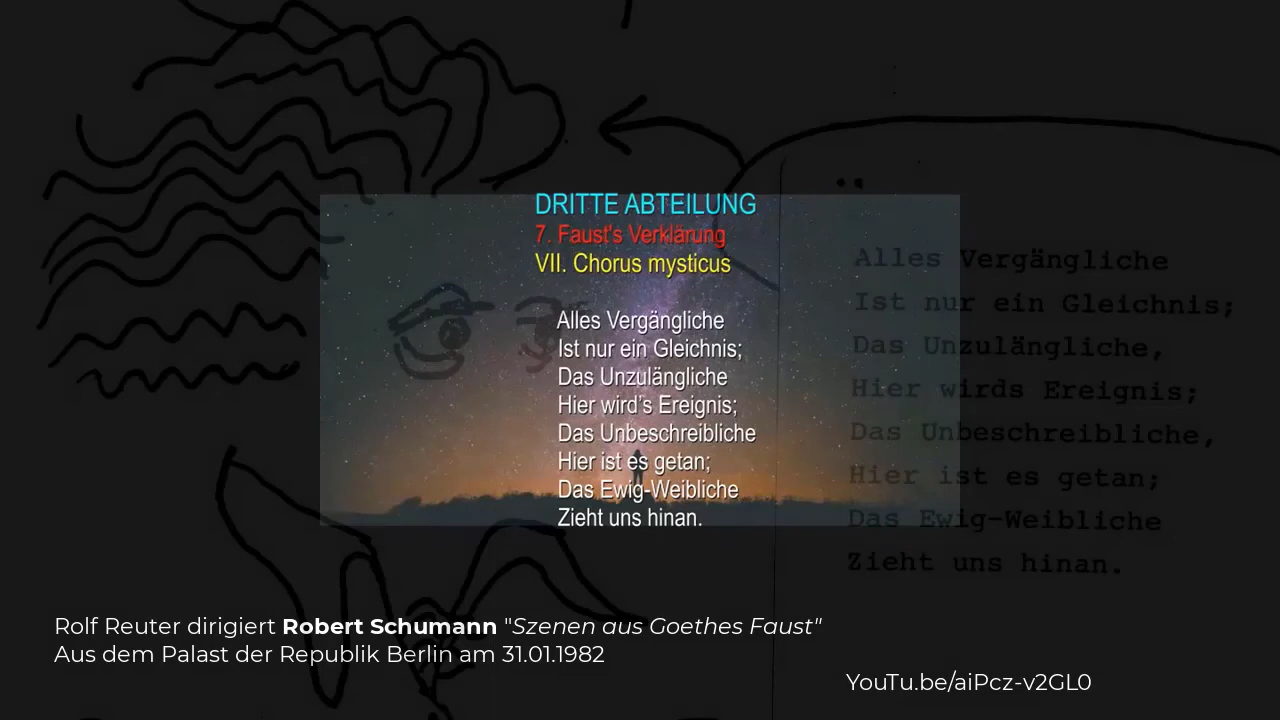 DRITTE ABTEILUNG
7. Faust's Verklärung
VII. Chorus mysticus
Alles Vergängliche
Ist nur ein Gleichnis;
Das Unzulängliche
Hier wird's Ereignis;
Das Unbeschreibliche
Hier ist es getan;
Das Ewig-Weibliche
Zieht uns hinan.
Alles Vergängliche
Ist nur ein Gleichnis;
Das Unzulängliche,
Hier wirds Ereignis;
Das Unbeschreibliche,
Hier ist es getan;
Das Ewig-Weibliche
Zieht uns hinan.
Rolf Reuter dirigiert Robert Schumann "Szenen aus Goethes Faust"
Aus dem Palast der Republik Berlin am 31.01.1982
YouTu.be/aiPcz-v2GL0